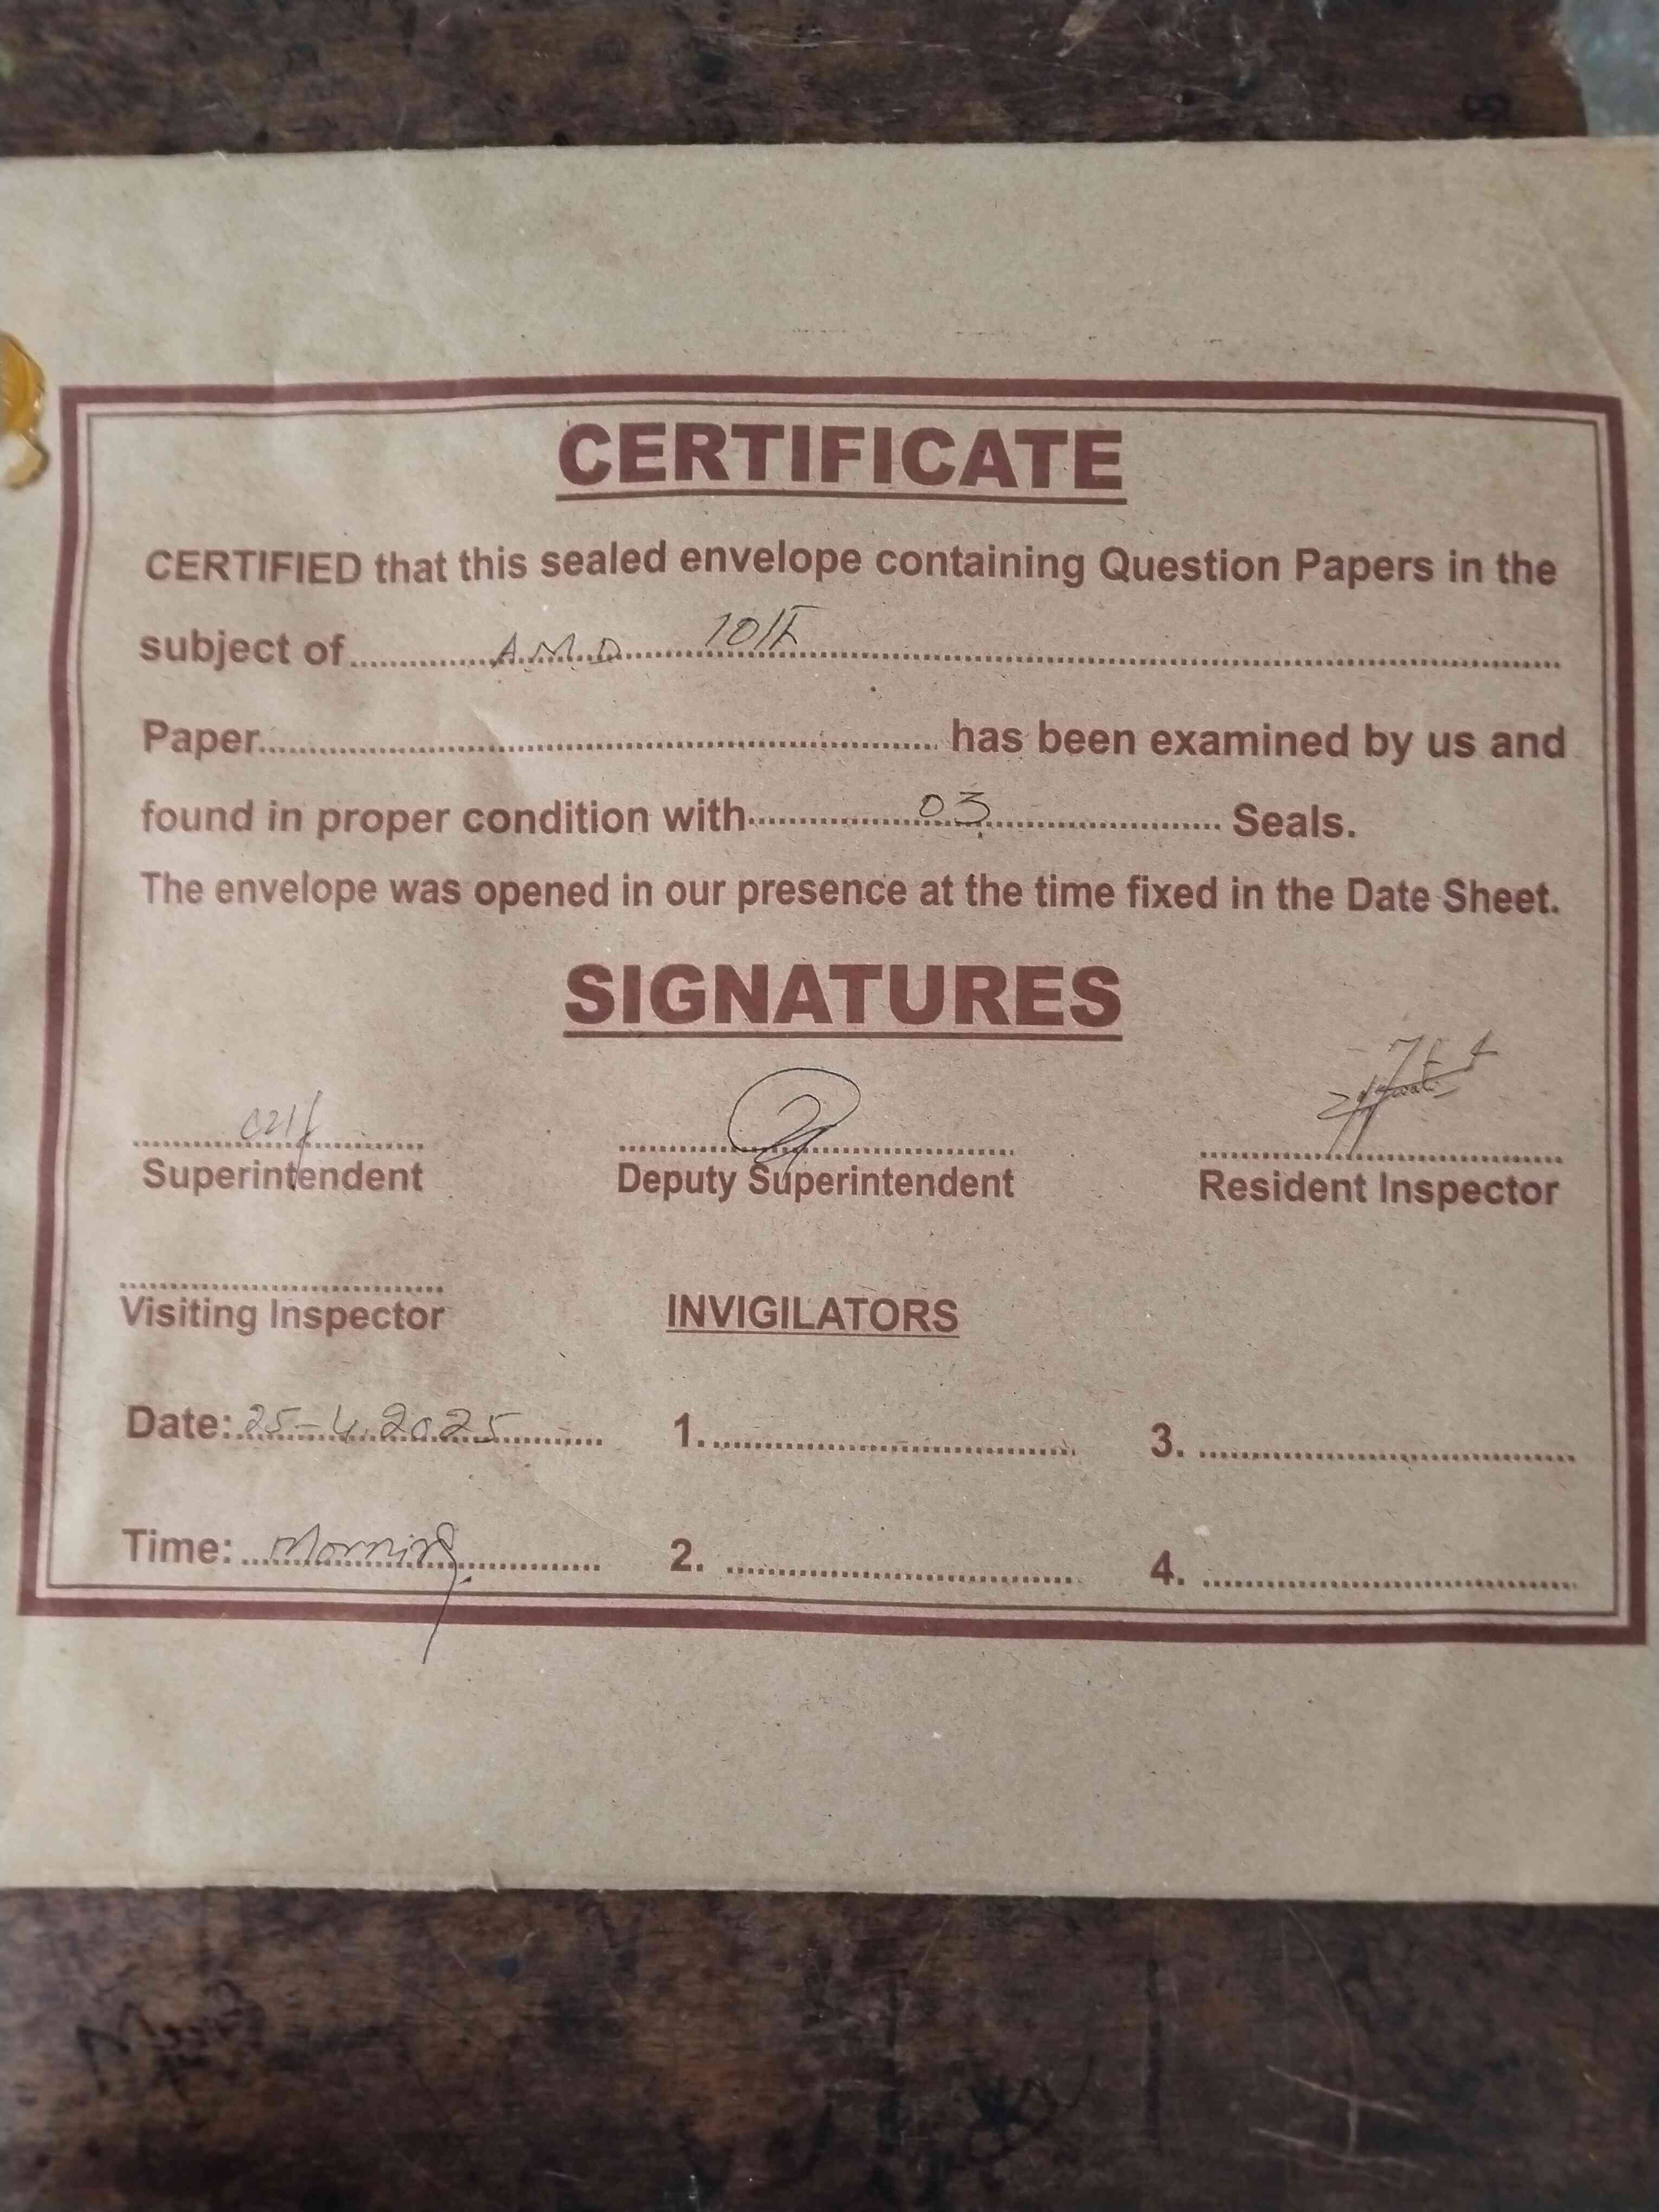 CERTIFICATE
CERTIFIED that this sealed envelope containing Question Papers in the
subject of A.M.D 10th
Paper has been examined by us and
found in proper condition with 03 Seals.
The envelope was opened in our presence at the time fixed in the Date Sheet.
SIGNATURES
Superintendent Deputy Superintendent Resident Inspector
Visiting Inspector INVIGILATORS
Date: 25-4.2025 1. 3.
Time: Morning 2. 4.